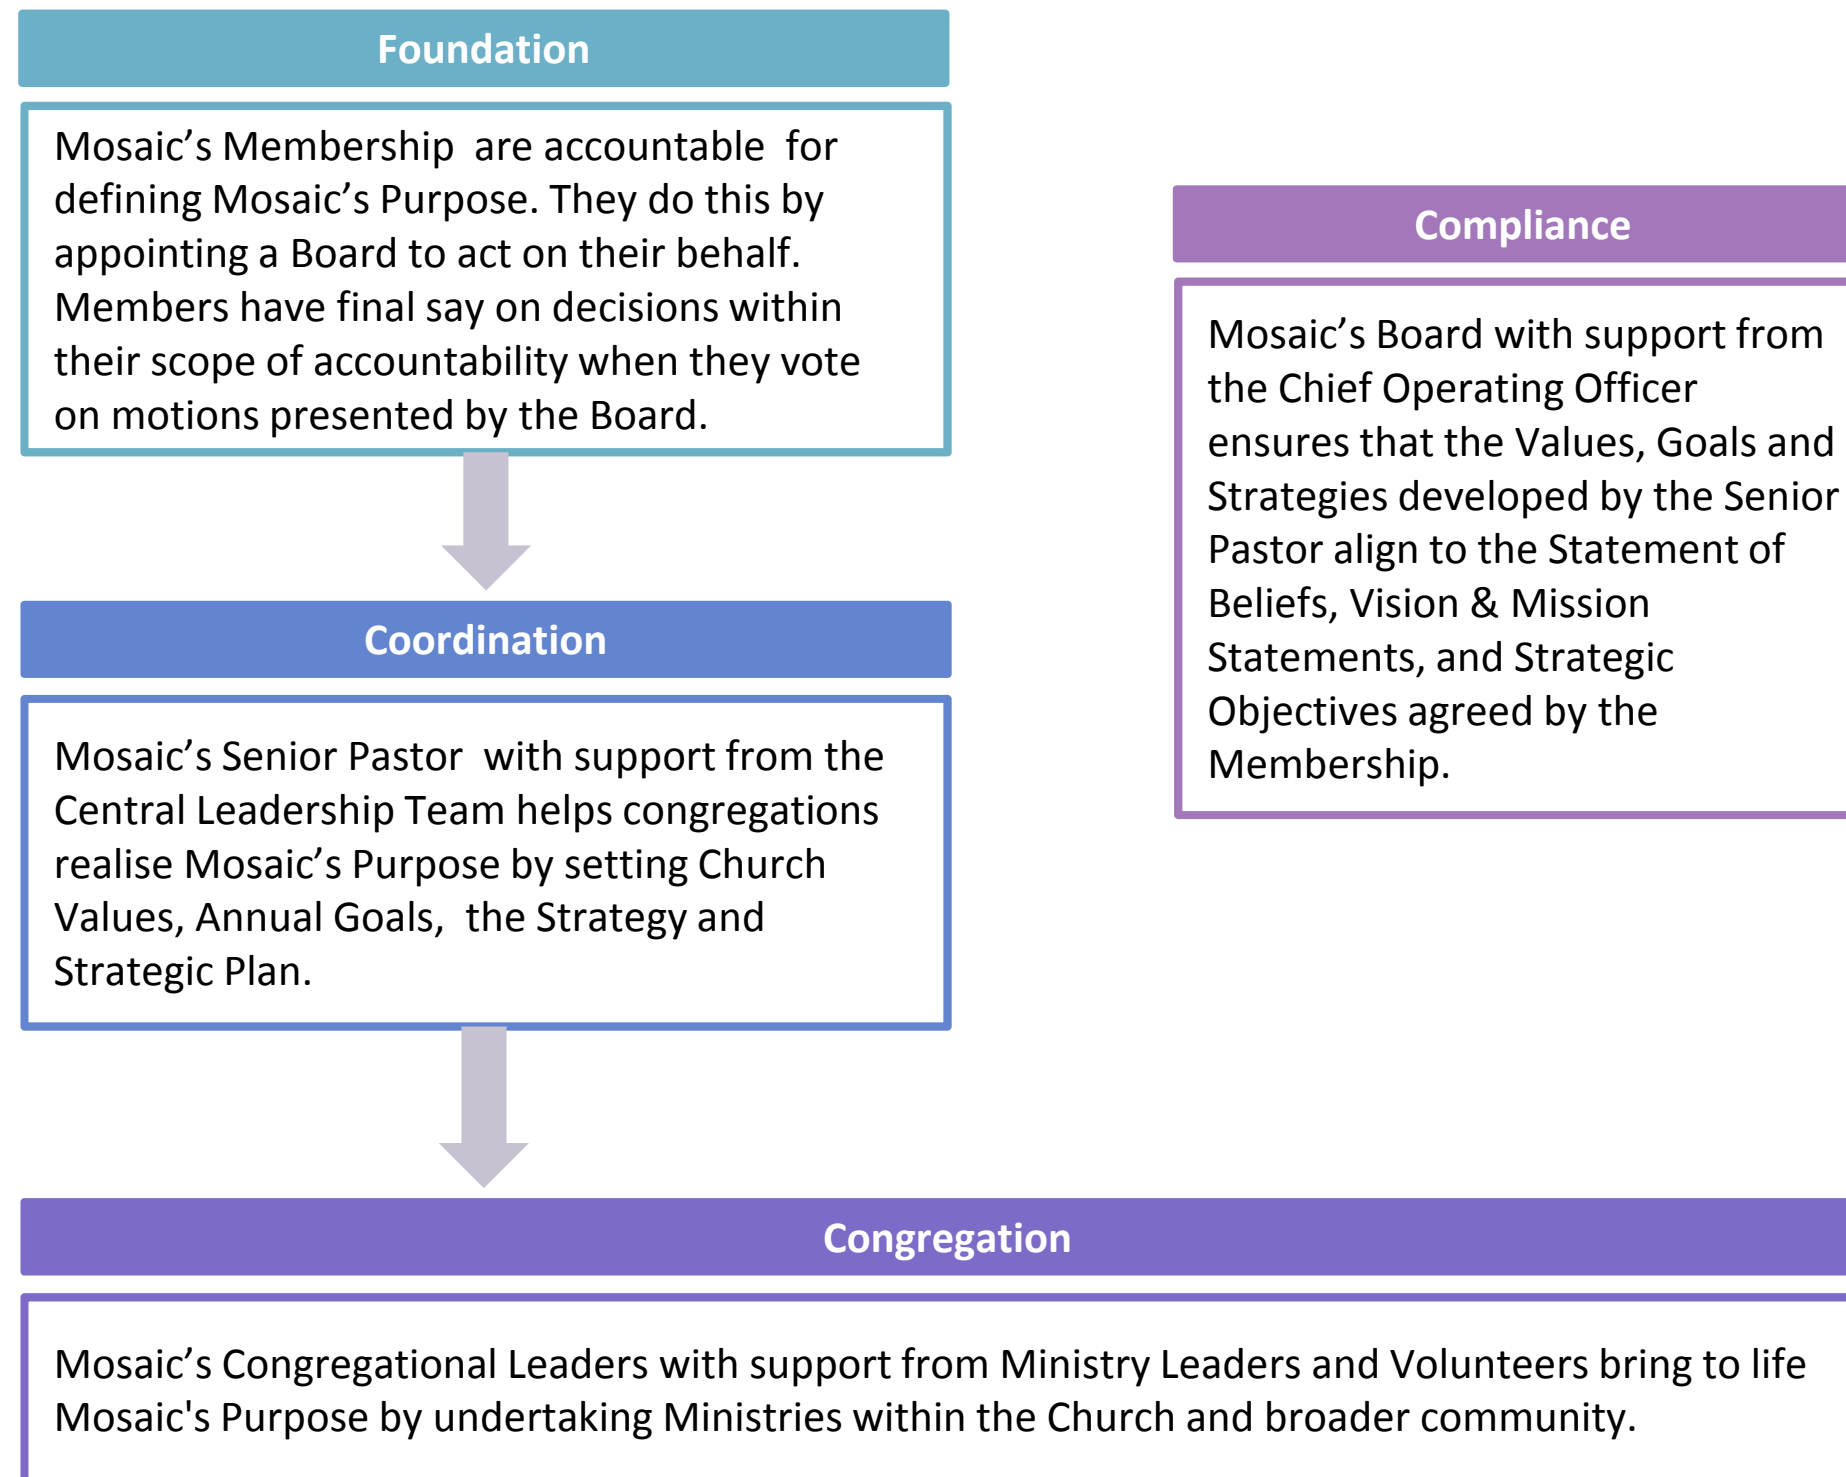 Foundation
Mosaic’s Membership  are accountable  for
defining Mosaic’s Purpose. They do this by
appointing a Board to act on their behalf.
Members have final say on decisions within
their scope of accountability when they vote
on motions presented by the Board.
Compliance
Mosaic’s Board with support from
the Chief Operating Officer
ensures that the Values, Goals and
Strategies developed by the Senior
Pastor align to the Statement of
Beliefs, Vision & Mission
Statements, and Strategic
Objectives agreed by the
Membership.
Coordination
Mosaic’s Senior Pastor  with support from the
Central Leadership Team helps congregations
realise Mosaic’s Purpose by setting Church
Values, Annual Goals,  the Strategy and
Strategic Plan.
Congregation
Mosaic’s Congregational Leaders with support from Ministry Leaders and Volunteers bring to life
Mosaic's Purpose by undertaking Ministries within the Church and broader community.